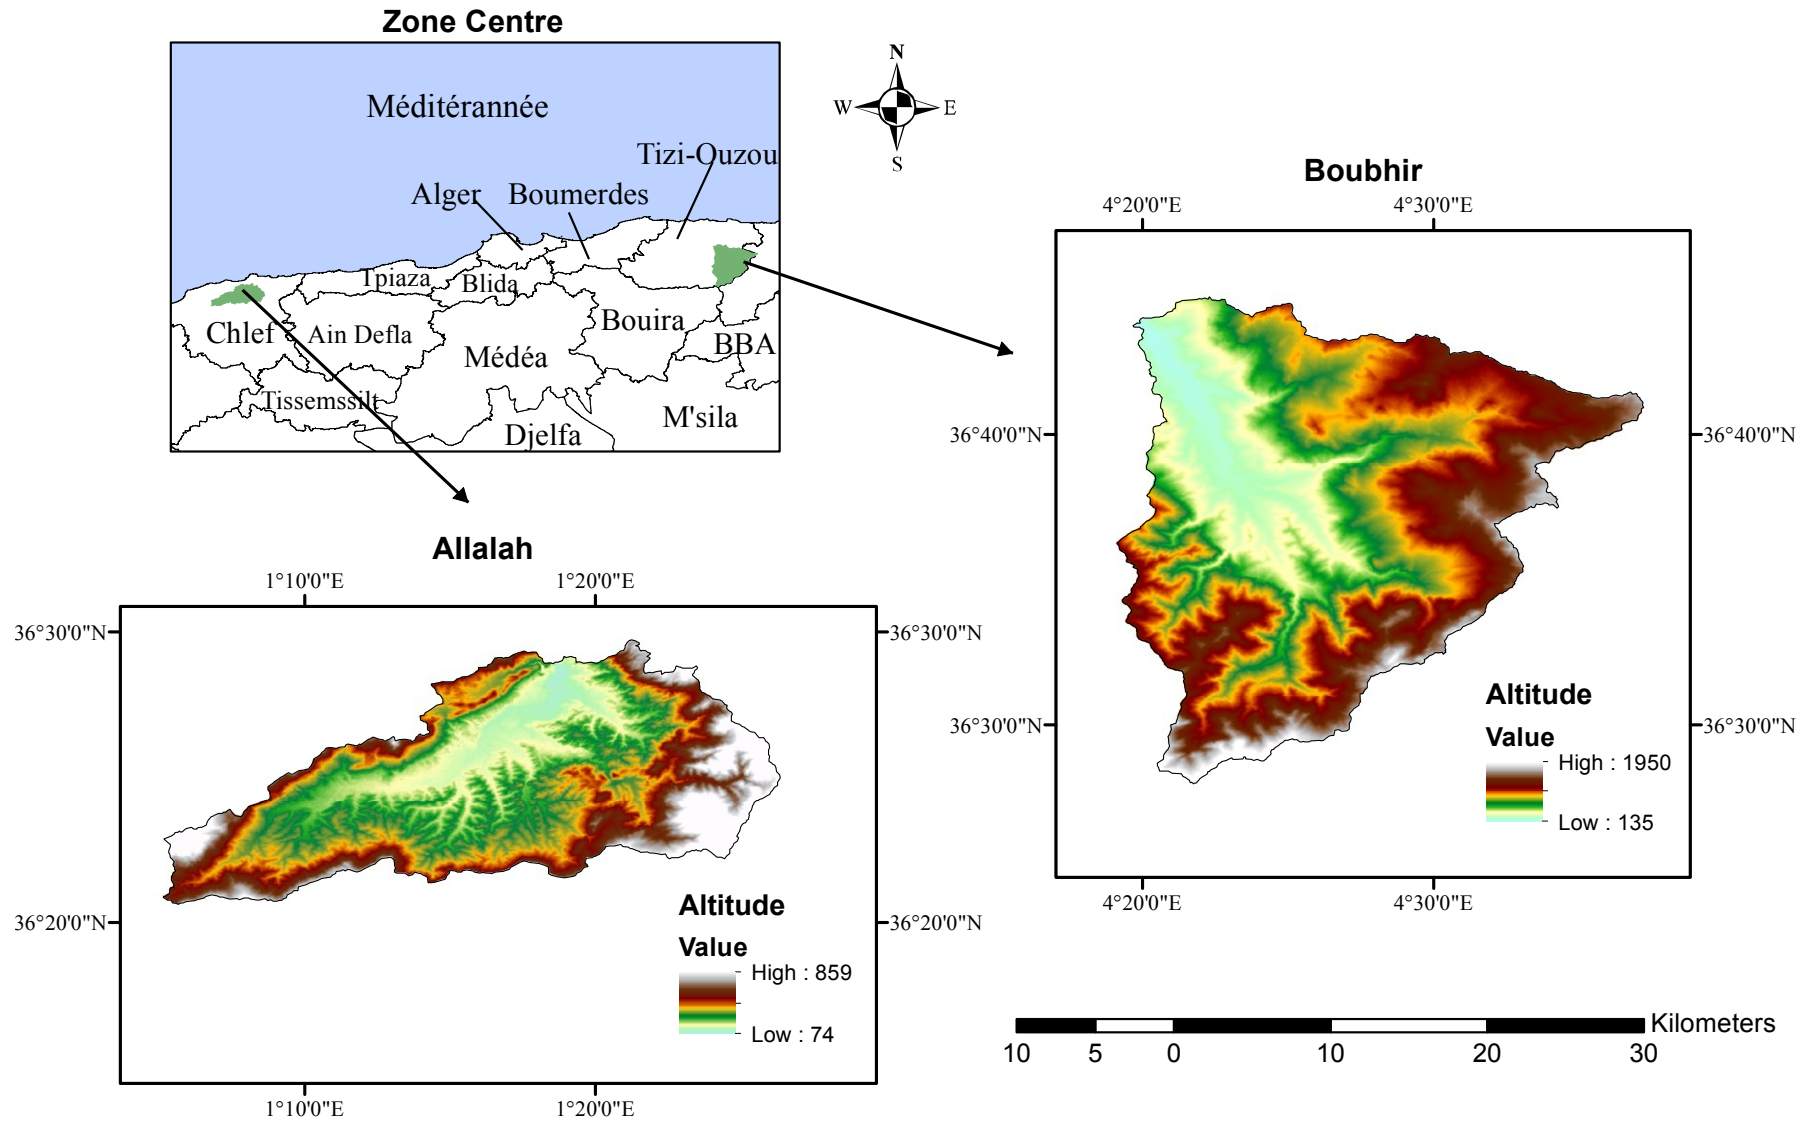 Zone Centre
Méditérannée
Tizi-Ouzou
Alger
Boumerdes
Tpiaza
Blida
Chlef
Ain Defla
Bouira
Médéa
BBA
Tissemssilt
M'sila
Djelfa
N
W
E
S
Boubhir
4°20'0"E
4°30'0"E
36°40'0"N
36°40'0"N
36°30'0"N
36°30'0"N
Altitude
Value
High : 1950
Low : 135
4°20'0"E
4°30'0"E
Allalah
1°10'0"E
1°20'0"E
36°30'0"N
36°30'0"N
36°20'0"N
36°20'0"N
Altitude
Value
High : 859
Low : 74
1°10'0"E
1°20'0"E
Kilometers
10 5 0 10 20 30